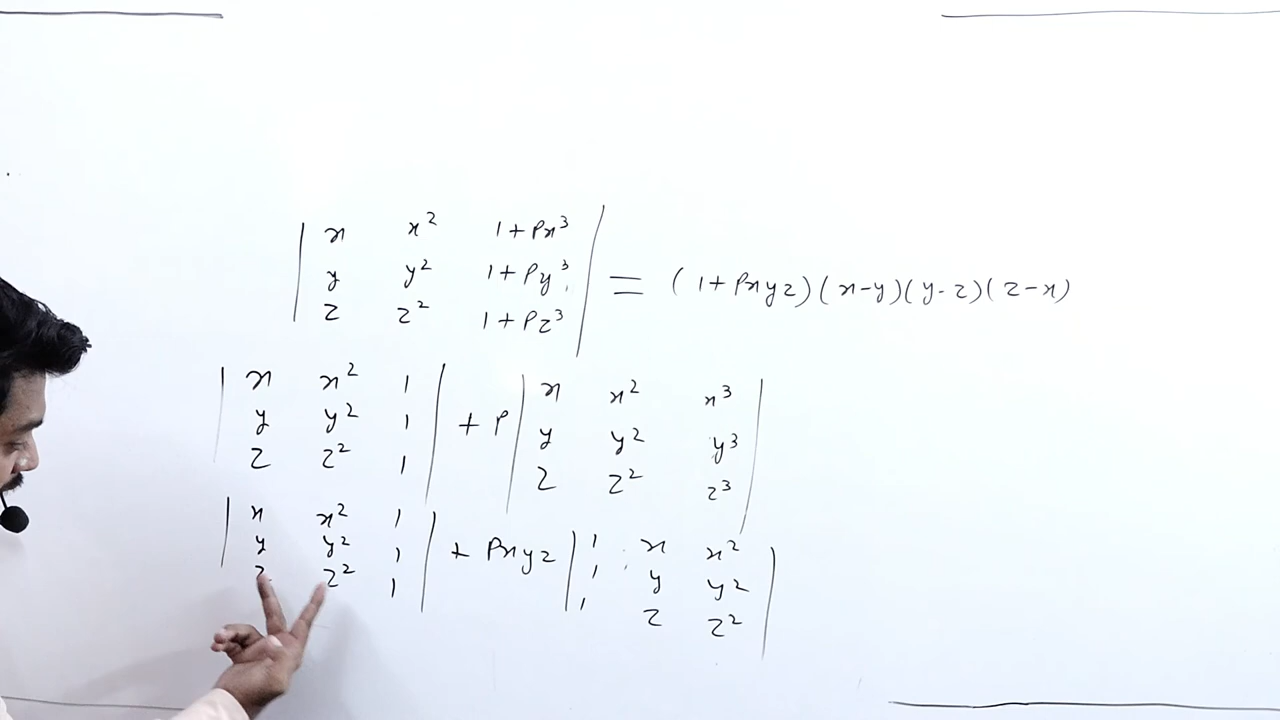 | x x² 1+Px³ |
| y y² 1+Py³ | = (1+Pxyz)(x-y)(y-z)(z-x)
| z z² 1+Pz³ |
| x x² 1 | + P | x x² x³ |
| y y² 1 | | y y² y³ |
| z z² 1 | | z z² z³ |
| x x² 1 | + Pxyz | 1 x x² |
| y y² 1 | | 1 y y² |
| z z² 1 | | 1 z z² |